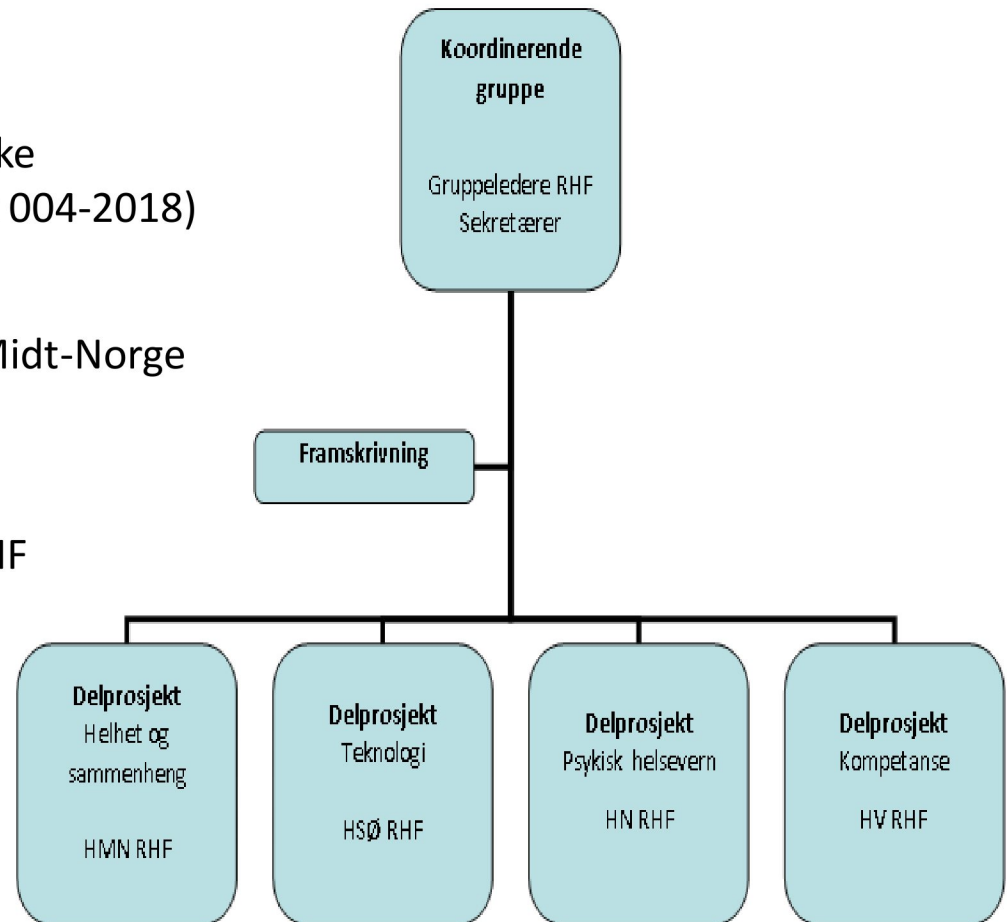 Koordinerende
gruppe
Gruppeledere RHF
Sekretærer
ke
004-2018)
Midt-Norge
Framskrivning
HF
Delprosjekt
Helhet og
sammenheng
HMN RHF
Delprosjekt
Teknologi
HSØ RHF
Delprosjekt
Psykisk helsevern
HN RHF
Delprosjekt
Kompetanse
HV RHF